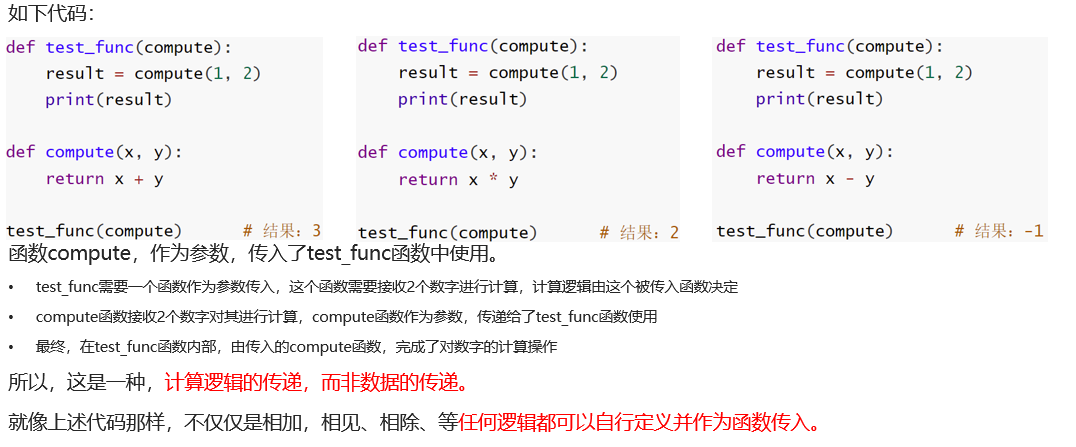 如下代码：
def test_func(compute):
    result = compute(1, 2)
    print(result)
def compute(x, y):
    return x + y
test_func(compute)      # 结果：3
def test_func(compute):
    result = compute(1, 2)
    print(result)
def compute(x, y):
    return x * y
test_func(compute)      # 结果：2
def test_func(compute):
    result = compute(1, 2)
    print(result)
def compute(x, y):
    return x - y
test_func(compute)      # 结果：-1
函数compute，作为参数，传入了test_func函数中使用。
• test_func需要一个函数作为参数传入，这个函数需要接收2个数字进行计算，计算逻辑由这个被传入函数决定
• compute函数接收2个数字对其进行计算，compute函数作为参数，传递给了test_func函数使用
• 最终，在test_func函数内部，由传入的compute函数，完成了对数字的计算操作
所以，这是一种，计算逻辑的传递，而非数据的传递。
就像上述代码那样，不仅仅是相加，相见、相除、等任何逻辑都可以自行定义并作为函数传入。